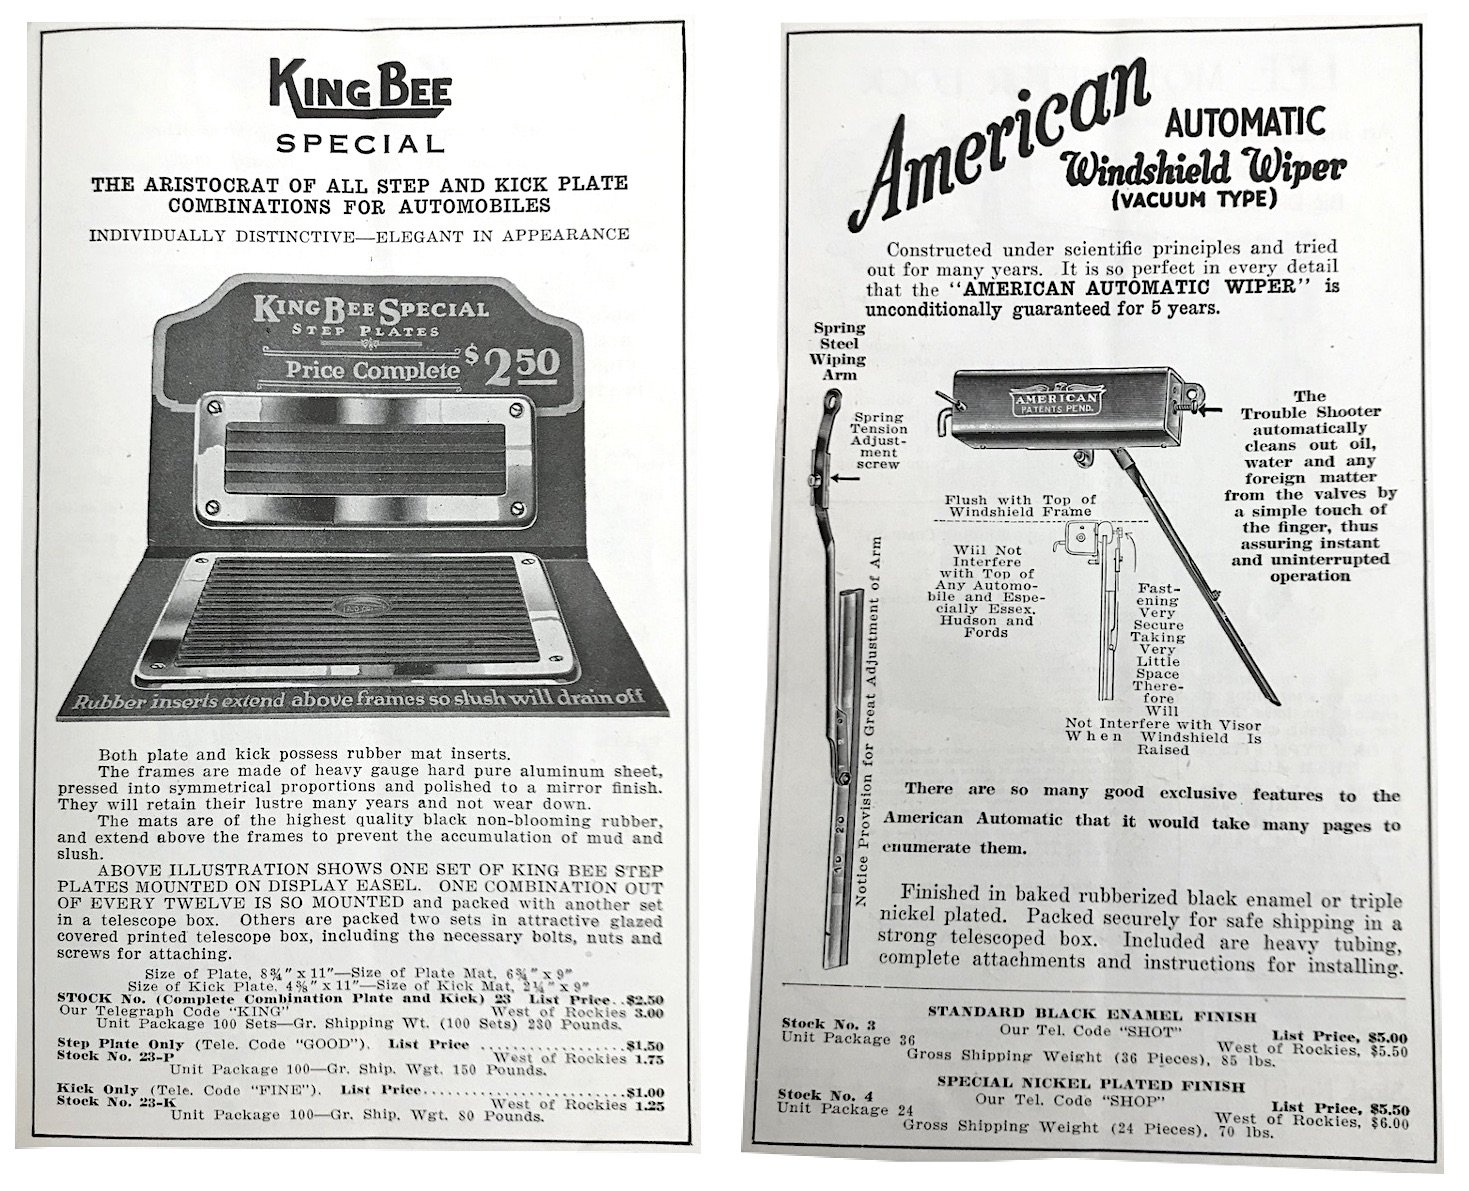 KING BEE
SPECIAL
THE ARISTOCRAT OF ALL STEP AND KICK PLATE
COMBINATIONS FOR AUTOMOBILES
INDIVIDUALLY DISTINCTIVE—ELEGANT IN APPEARANCE
KING BEE SPECIAL
STEP PLATES
Price Complete $2.50
Rubber inserts extend above frames so slush will drain off
Both plate and kick possess rubber mat inserts.
The frames are made of heavy gauge hard pure aluminum sheet,
pressed into symmetrical proportions and polished to a mirror finish.
They will retain their lustre many years and not wear down.
The mats are of the highest quality black non-blooming rubber,
and extend above the frames to prevent the accumulation of mud and
slush.
ABOVE ILLUSTRATION SHOWS ONE SET OF KING BEE STEP
PLATES MOUNTED ON DISPLAY EASEL. ONE COMBINATION OUT
OF EVERY TWELVE IS SO MOUNTED and packed with another set
in a telescope box. Others are packed two sets in attractive glazed
covered printed telescope box, including the necessary bolts, nuts and
screws for attaching.
Size of Plate, 8¾" x 11"—Size of Plate Mat, 6¾" x 9"
Size of Kick Plate, 4⅜" x 11"—Size of Kick Mat, 2¼" x 9"
STOCK No. (Complete Combination Plate and Kick) 23 List Price..$2.50
Our Telegraph Code "KING" West of Rockies 3.00
Unit Package 100 Sets—Gr. Shipping Wt. (100 Sets) 230 Pounds.
Step Plate Only (Tele. Code "GOOD"). List Price ..................$1.50
Stock No. 23-P West of Rockies 1.75
Unit Package 100—Gr. Ship. Wgt. 150 Pounds.
Kick Only (Tele. Code "FINE"). List Price.........................$1.00
Stock No. 23-K West of Rockies 1.25
Unit Package 100—Gr. Ship. Wgt. 80 Pounds.
American AUTOMATIC
Windshield Wiper
(VACUUM TYPE)
Constructed under scientific principles and tried
out for many years. It is so perfect in every detail
that the "AMERICAN AUTOMATIC WIPER" is
unconditionally guaranteed for 5 years.
Spring
Steel
Wiping
Arm
Spring
Tension
Adjust-
ment
screw
AMERICAN
PATENTS PEND.
The
Trouble Shooter
automatically
cleans out oil,
water and any
foreign matter
from the valves by
a simple touch of
the finger, thus
assuring instant
and uninterrupted
operation
Flush with Top of
Windshield Frame
Will Not
Interfere
with Top of
Any Automo-
bile and Espe-
cially Essex,
Hudson and
Fords
Fast-
ening
Very
Secure
Taking
Very
Little
Space
There-
fore
Will
Not Interfere with Visor
When Windshield Is
Raised
Notice Provision for Great Adjustment of Arm
There are so many good exclusive features to the
American Automatic that it would take many pages to
enumerate them.
Finished in baked rubberized black enamel or triple
nickel plated. Packed securely for safe shipping in a
strong telescoped box. Included are heavy tubing,
complete attachments and instructions for installing.
STANDARD BLACK ENAMEL FINISH
Stock No. 3 Our Tel. Code "SHOT" List Price, $5.00
Unit Package 36 West of Rockies, $5.50
Gross Shipping Weight (36 Pieces), 85 lbs.
SPECIAL NICKEL PLATED FINISH
Stock No. 4 Our Tel. Code "SHOP" List Price, $5.50
Unit Package 24 West of Rockies, $6.00
Gross Shipping Weight (24 Pieces), 70 lbs.